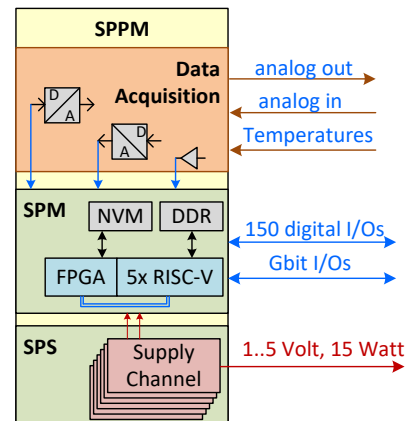 SPPM
Data
Acquisition
D
A
D
A
analog out
analog in
Temperatures
SPM
NVM
DDR
FPGA
5x RISC-V
150 digital I/Os
Gbit I/Os
SPS
Supply
Channel
1..5 Volt, 15 Watt